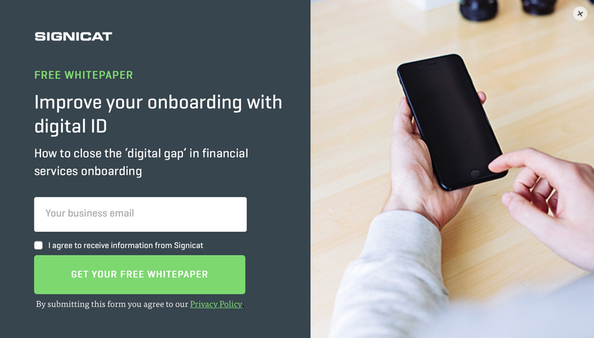 SIGNICAT
FREE WHITEPAPER
Improve your onboarding with
digital ID
How to close the ‘digital gap’ in financial
services onboarding
Your business email
I agree to receive information from Signicat
GET YOUR FREE WHITEPAPER
By submitting this form you agree to our Privacy Policy